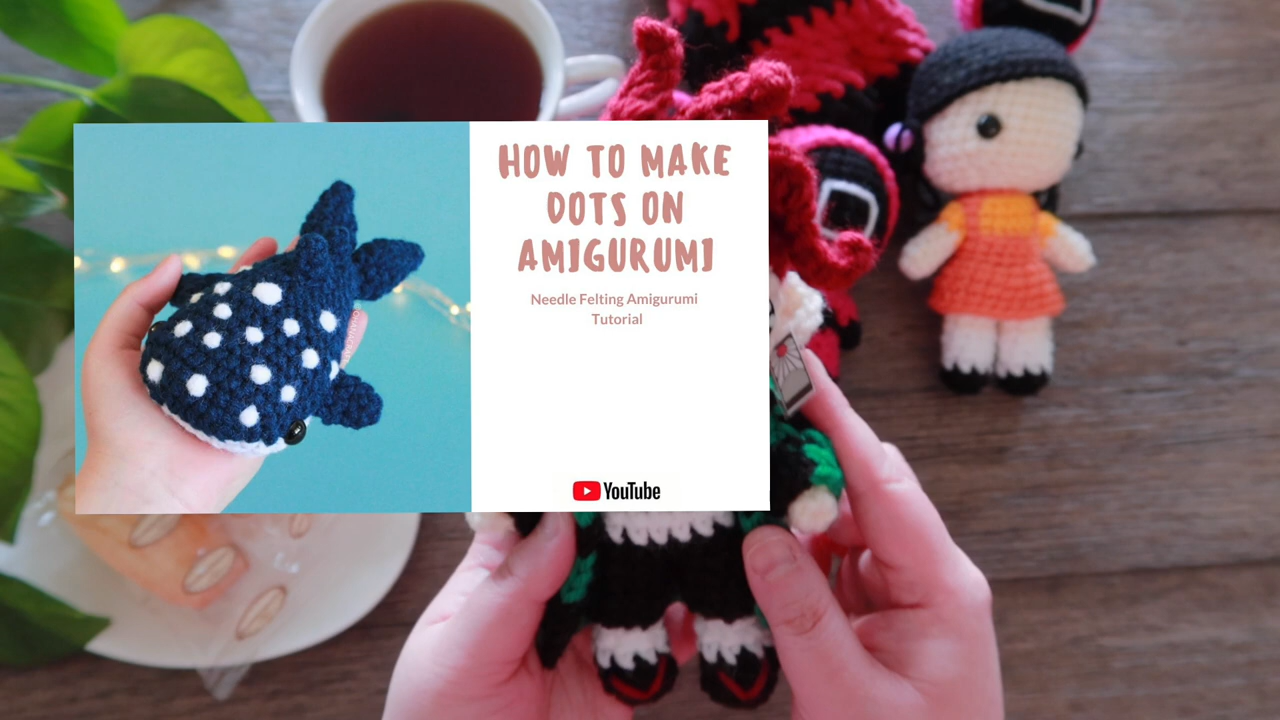 HOW TO MAKE
DOTS ON
AMIGURUMI
Needle Felting Amigurumi
Tutorial
YouTube